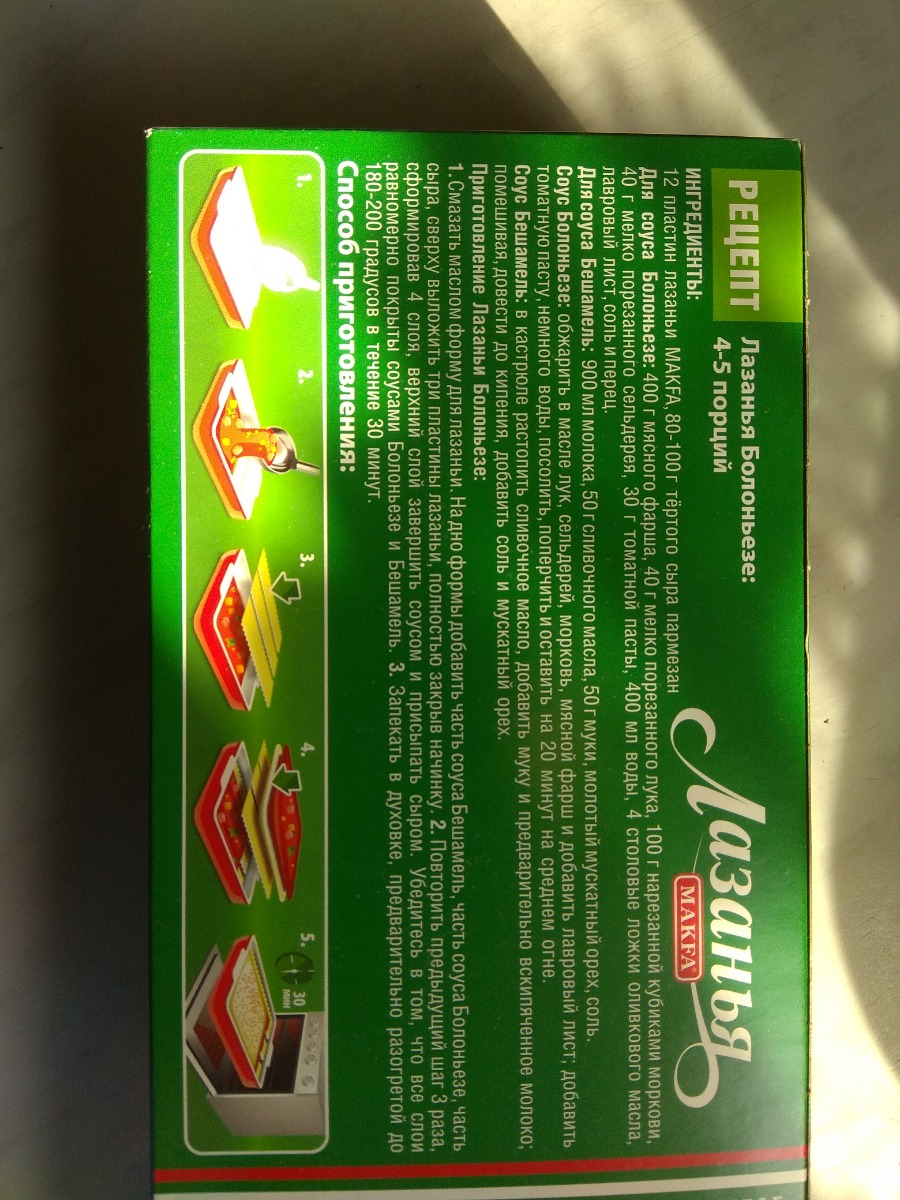 РЕЦЕПТ
Лазанья Болоньезе:
4-5 порций
Лазанья
MAKFA®
ИНГРЕДИЕНТЫ:
12 пластин лазаньи MAKFA, 80-100 г тёртого сыра пармезан
Для соуса Болоньезе: 400 г мясного фарша, 40 г мелко порезанного лука, 100 г нарезанной кубиками моркови,
40 г мелко порезанного сельдерея, 30 г томатной пасты, 400 мл воды, 4 столовые ложки оливкового масла,
лавровый лист, соль и перец.
Для соуса Бешамель: 900 мл молока, 50 г сливочного масла, 50 г муки, молотый мускатный орех, соль.
Соус Болоньезе: обжарить в масле лук, сельдерей, морковь, мясной фарш и добавить лавровый лист; добавить
томатную пасту, немного воды, посолить, поперчить и оставить на 20 минут на среднем огне.
Соус Бешамель: в кастрюле растопить сливочное масло, добавить муку и предварительно вскипяченное молоко;
помешивая, довести до кипения, добавить соль и мускатный орех.
Приготовление Лазаньи Болоньезе:
1. Смазать маслом форму для лазаньи. На дно формы добавить часть соуса Бешамель, часть соуса Болоньезе, часть
сыра, сверху выложить три пластины лазаньи, полностью закрыв начинку. 2. Повторить предыдущий шаг 3 раза,
сформировав 4 слоя, верхний слой завершить соусом и присыпать сыром. Убедитесь в том, что все слои
равномерно покрыты соусами Болоньезе и Бешамель. 3. Запекать в духовке, предварительно разогретой до
180-200 градусов в течение 30 минут.
Способ приготовления:
1.
2.
3.
4.
5.
30
мин